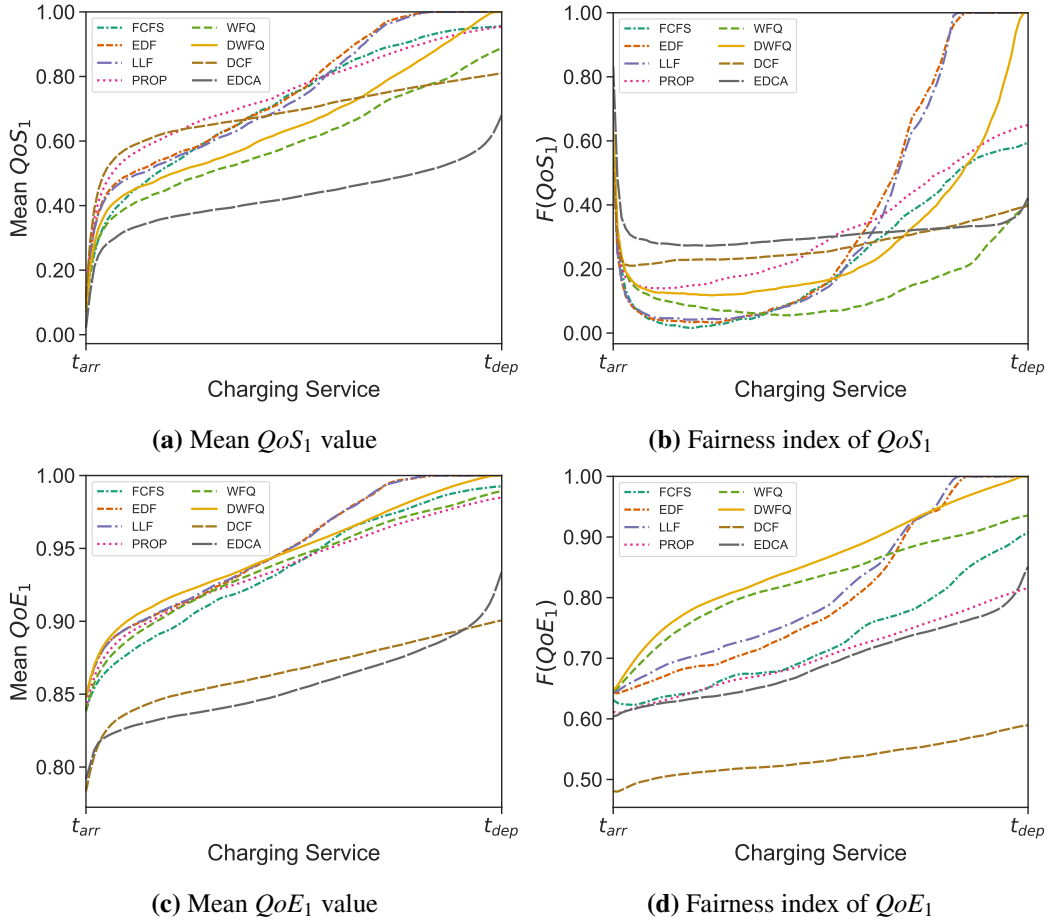 1.00
0.80
0.60
0.40
0.20
0.00
Mean QoS1
FCFS
EDF
LLF
PROP
WFQ
DWFQ
DCF
EDCA
tarr
tdep
Charging Service
(a) Mean QoS1 value
1.00
0.80
0.60
0.40
0.20
0.00
F(QoS1)
FCFS
EDF
LLF
PROP
WFQ
DWFQ
DCF
EDCA
tarr
tdep
Charging Service
(b) Fairness index of QoS1
1.00
0.95
0.90
0.85
0.80
Mean QoE1
FCFS
EDF
LLF
PROP
WFQ
DWFQ
DCF
EDCA
tarr
tdep
Charging Service
(c) Mean QoE1 value
1.00
0.90
0.80
0.70
0.60
0.50
F(QoE1)
FCFS
EDF
LLF
PROP
WFQ
DWFQ
DCF
EDCA
tarr
tdep
Charging Service
(d) Fairness index of QoE1